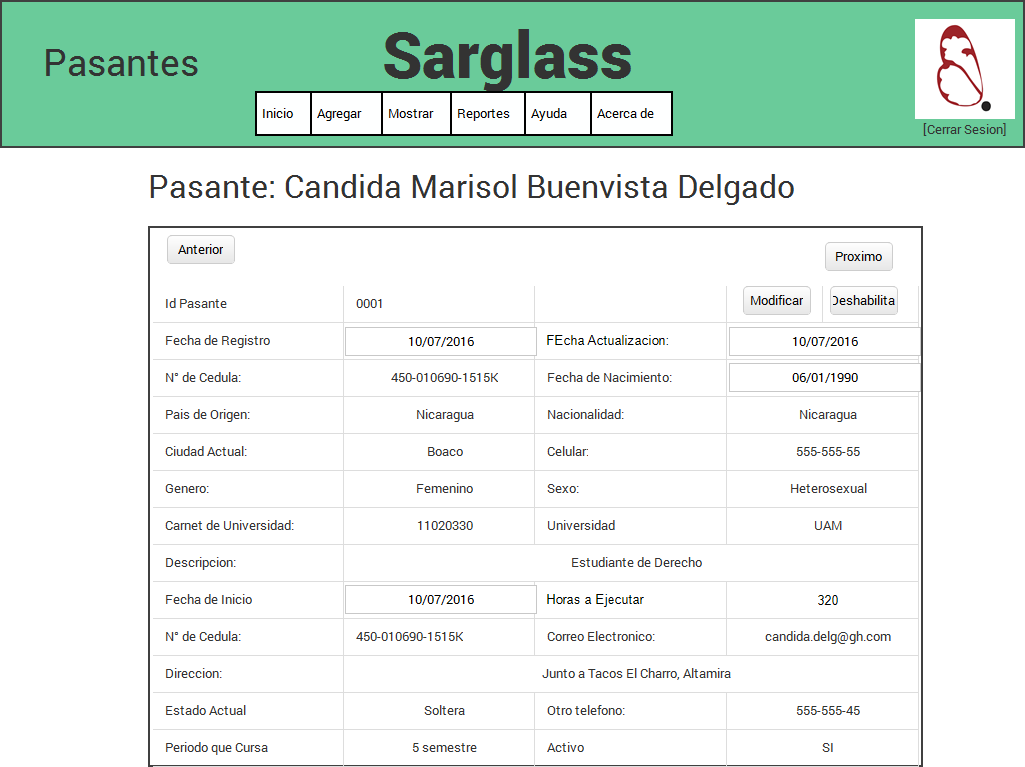 Pasantes
Sarglass
Inicio Agregar Mostrar Reportes Ayuda Acerca de
[Cerrar Sesion]
Pasante: Candida Marisol Buenvista Delgado
Anterior
Proximo
Id Pasante 0001 Modificar Deshabilita
Fecha de Registro 10/07/2016 FEcha Actualizacion: 10/07/2016
N° de Cedula: 450-010690-1515K Fecha de Nacimiento: 06/01/1990
Pais de Origen: Nicaragua Nacionalidad: Nicaragua
Ciudad Actual: Boaco Celular: 555-555-55
Genero: Femenino Sexo: Heterosexual
Carnet de Universidad: 11020330 Universidad UAM
Descripcion: Estudiante de Derecho
Fecha de Inicio 10/07/2016 Horas a Ejecutar 320
N° de Cedula: 450-010690-1515K Correo Electronico: candida.delg@gh.com
Direccion: Junto a Tacos El Charro, Altamira
Estado Actual Soltera Otro telefono: 555-555-45
Periodo que Cursa 5 semestre Activo SI